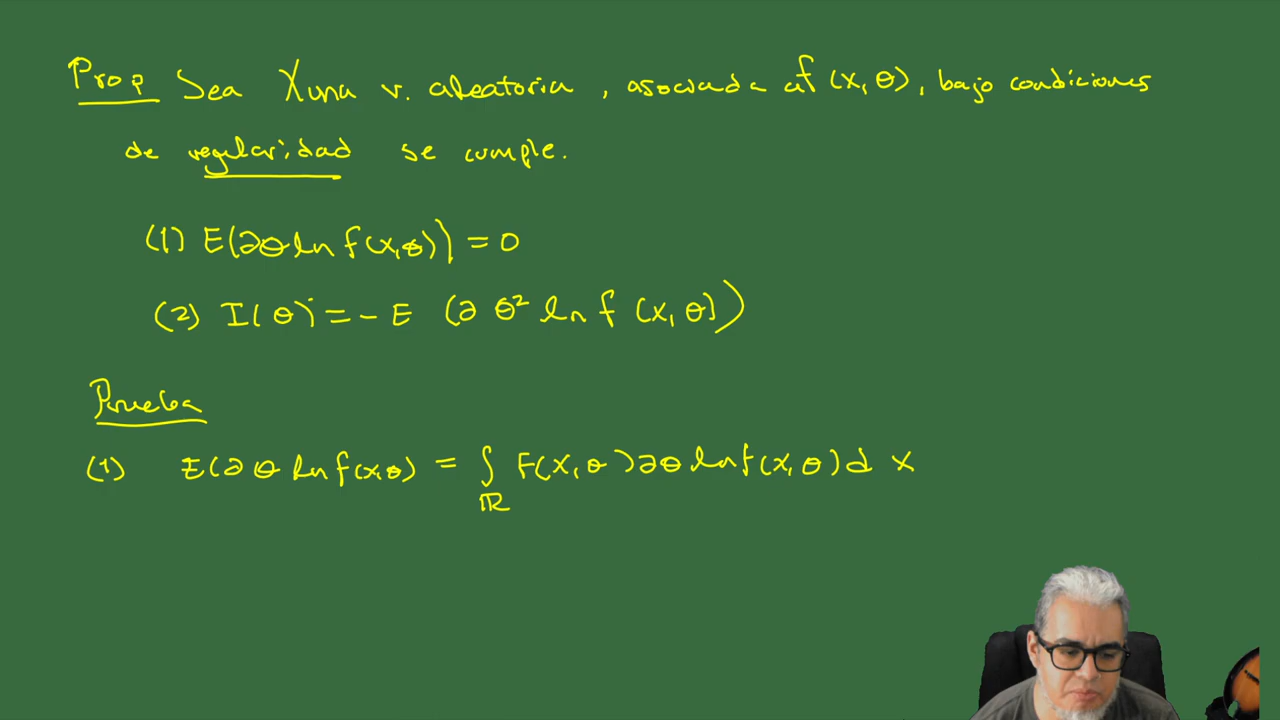 Prop Sea X una v. aleatoria, asociada a f(x,θ), bajo condiciones
de regularidad se cumple.
(1) E(∂θ ln f(x,θ)) = 0
(2) I(θ) = - E (∂ θ² ln f (x,θ))
Prueba
(1) E(∂ θ ln f(x,θ) = ∫ F(x,θ) ∂θ ln f(x,θ) d x
ℝ